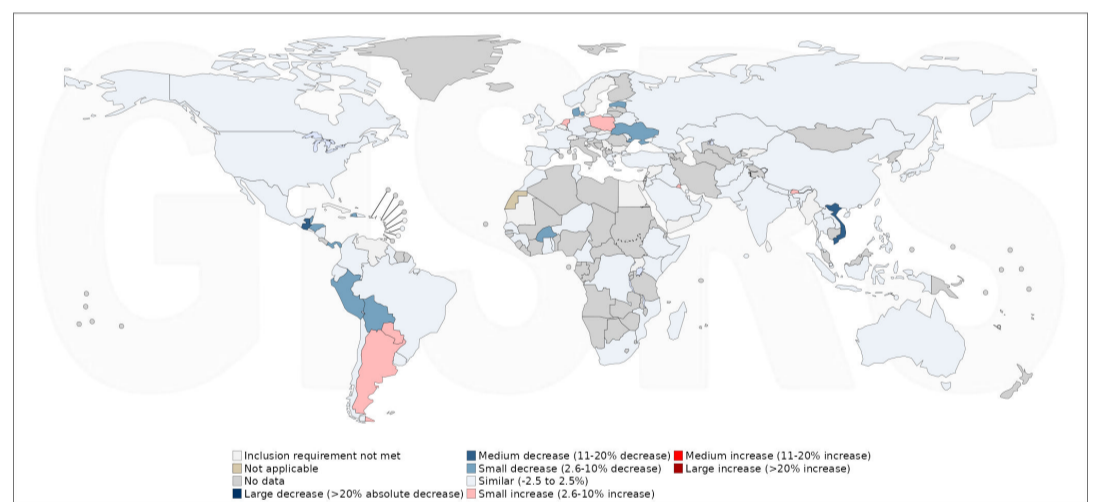 GISRS
Inclusion requirement not met
Not applicable
No data
Large decrease (>20% absolute decrease)
Medium decrease (11-20% decrease)
Small decrease (2.6-10% decrease)
Similar (-2.5 to 2.5%)
Small increase (2.6-10% increase)
Medium increase (11-20% increase)
Large increase (>20% increase)